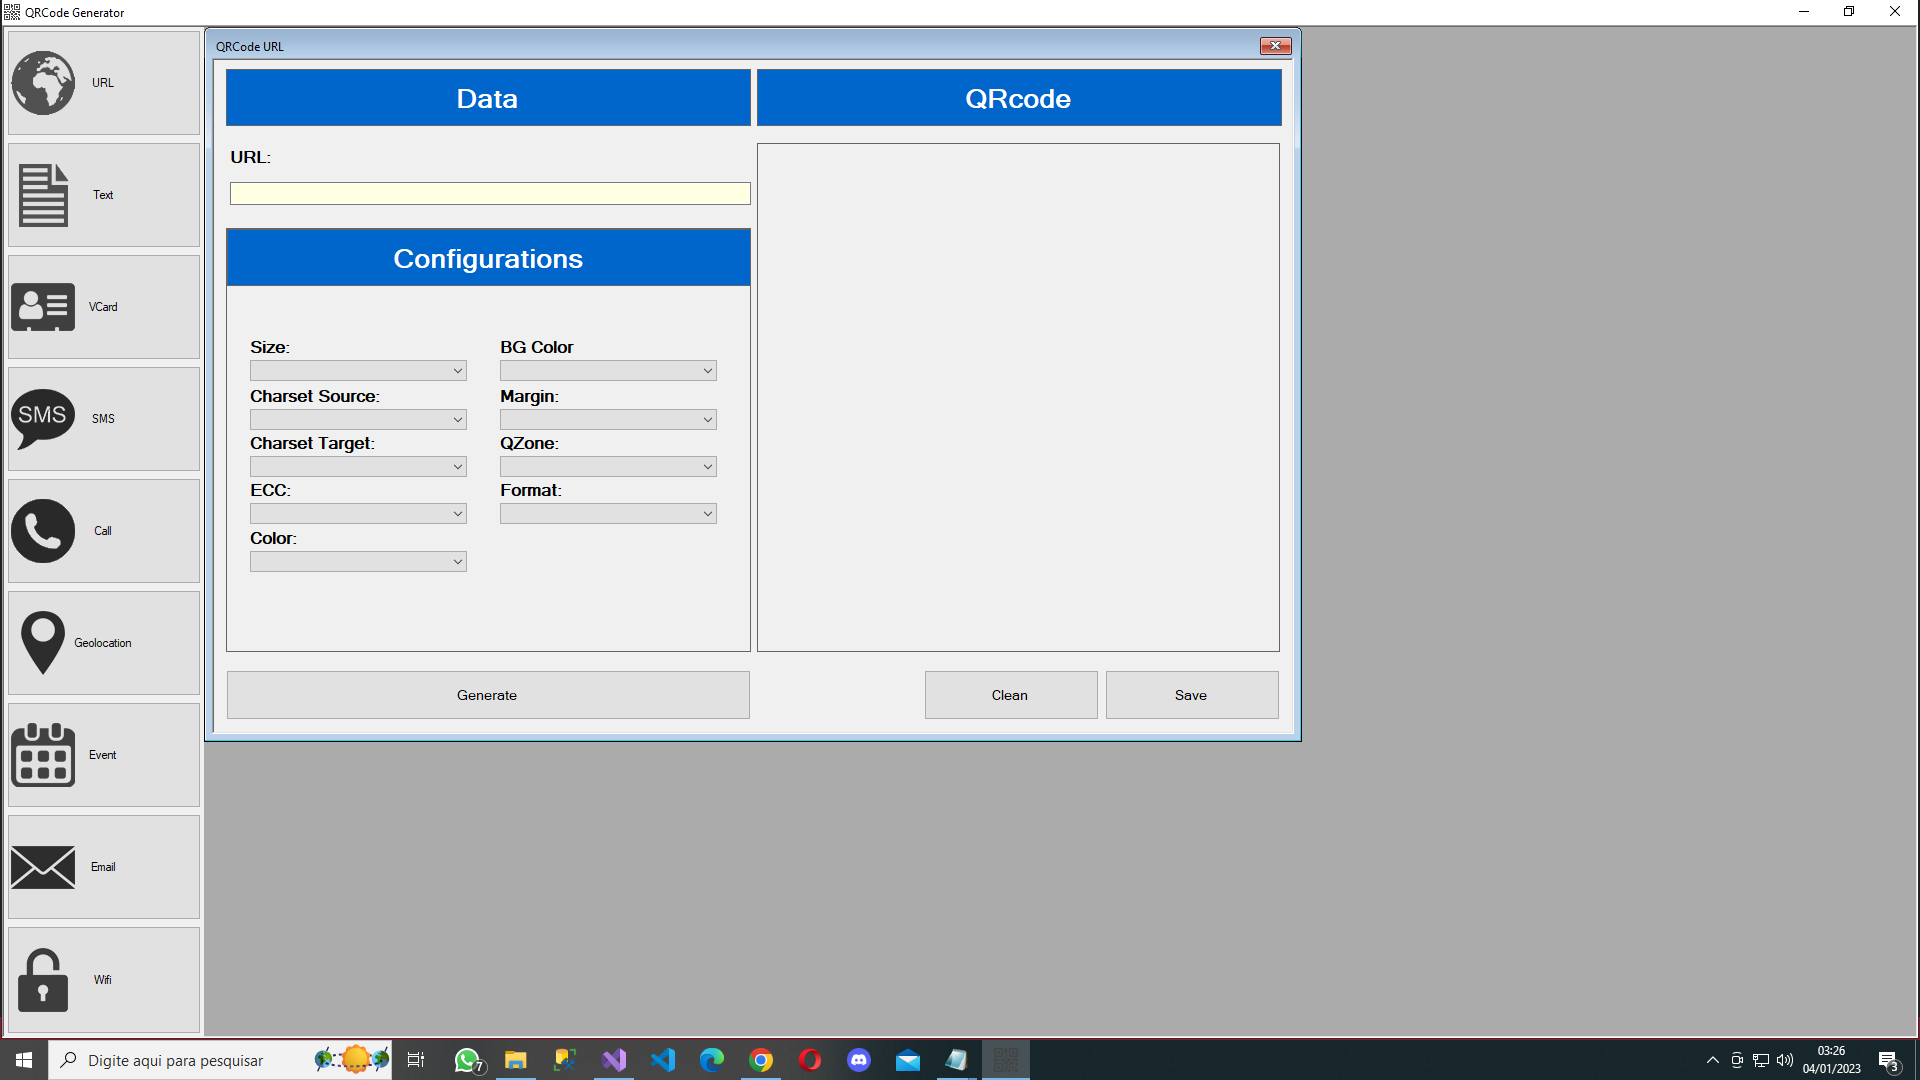 QRCode Generator
URL
Text
VCard
SMS
SMS
Call
Geolocation
Event
Email
Wifi
QRCode URL
Data
QRcode
URL:
Configurations
Size:
BG Color
Charset Source:
Margin:
Charset Target:
QZone:
ECC:
Format:
Color:
Generate
Clean
Save
Digite aqui para pesquisar
7
03:26
04/01/2023
3